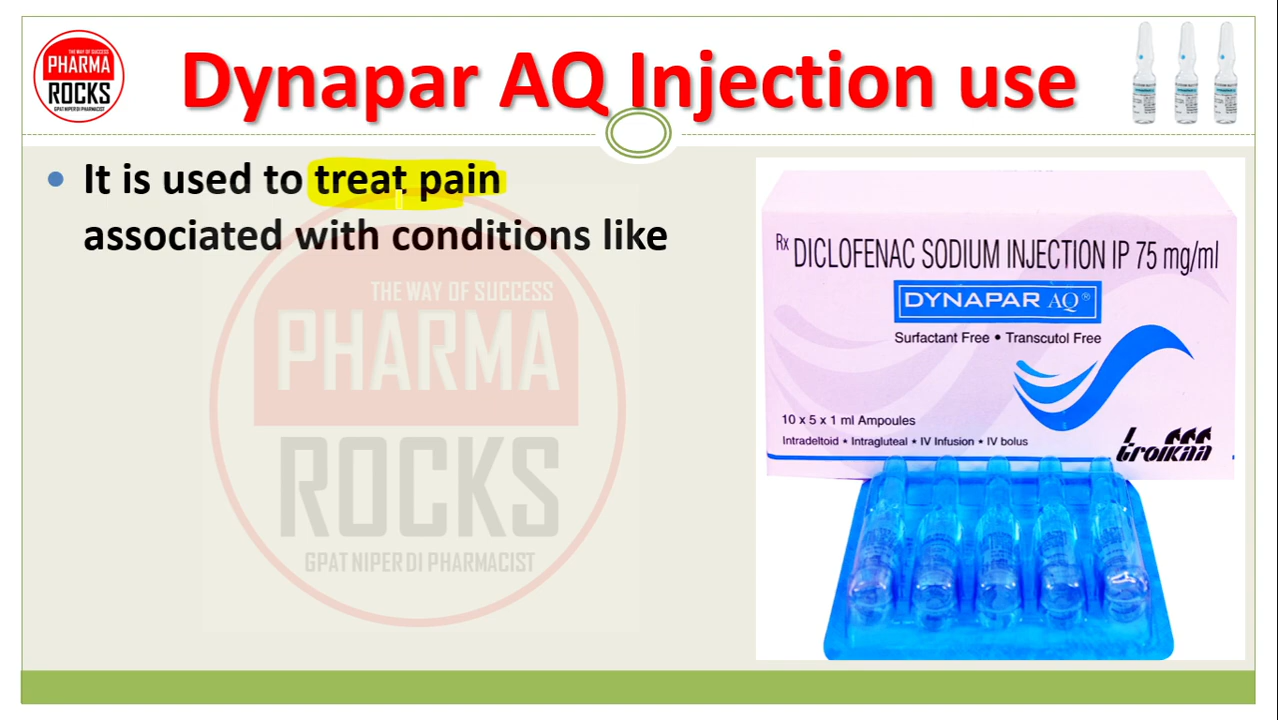 THE WAY OF SUCCESS
PHARMA
ROCKS
GPAT NIPER DI PHARMACIST
Dynapar AQ Injection use
• It is used to treat pain
associated with conditions like
THE WAY OF SUCCESS
PHARMA
ROCKS
GPAT NIPER DI PHARMACIST
Rx DICLOFENAC SODIUM INJECTION IP 75 mg/ml
DYNAPAR AQ®
Surfactant Free • Transcutol Free
10 x 5 x 1 ml Ampoules
Intradeltoid • Intragluteal • IV Infusion • IV bolus
troikaa